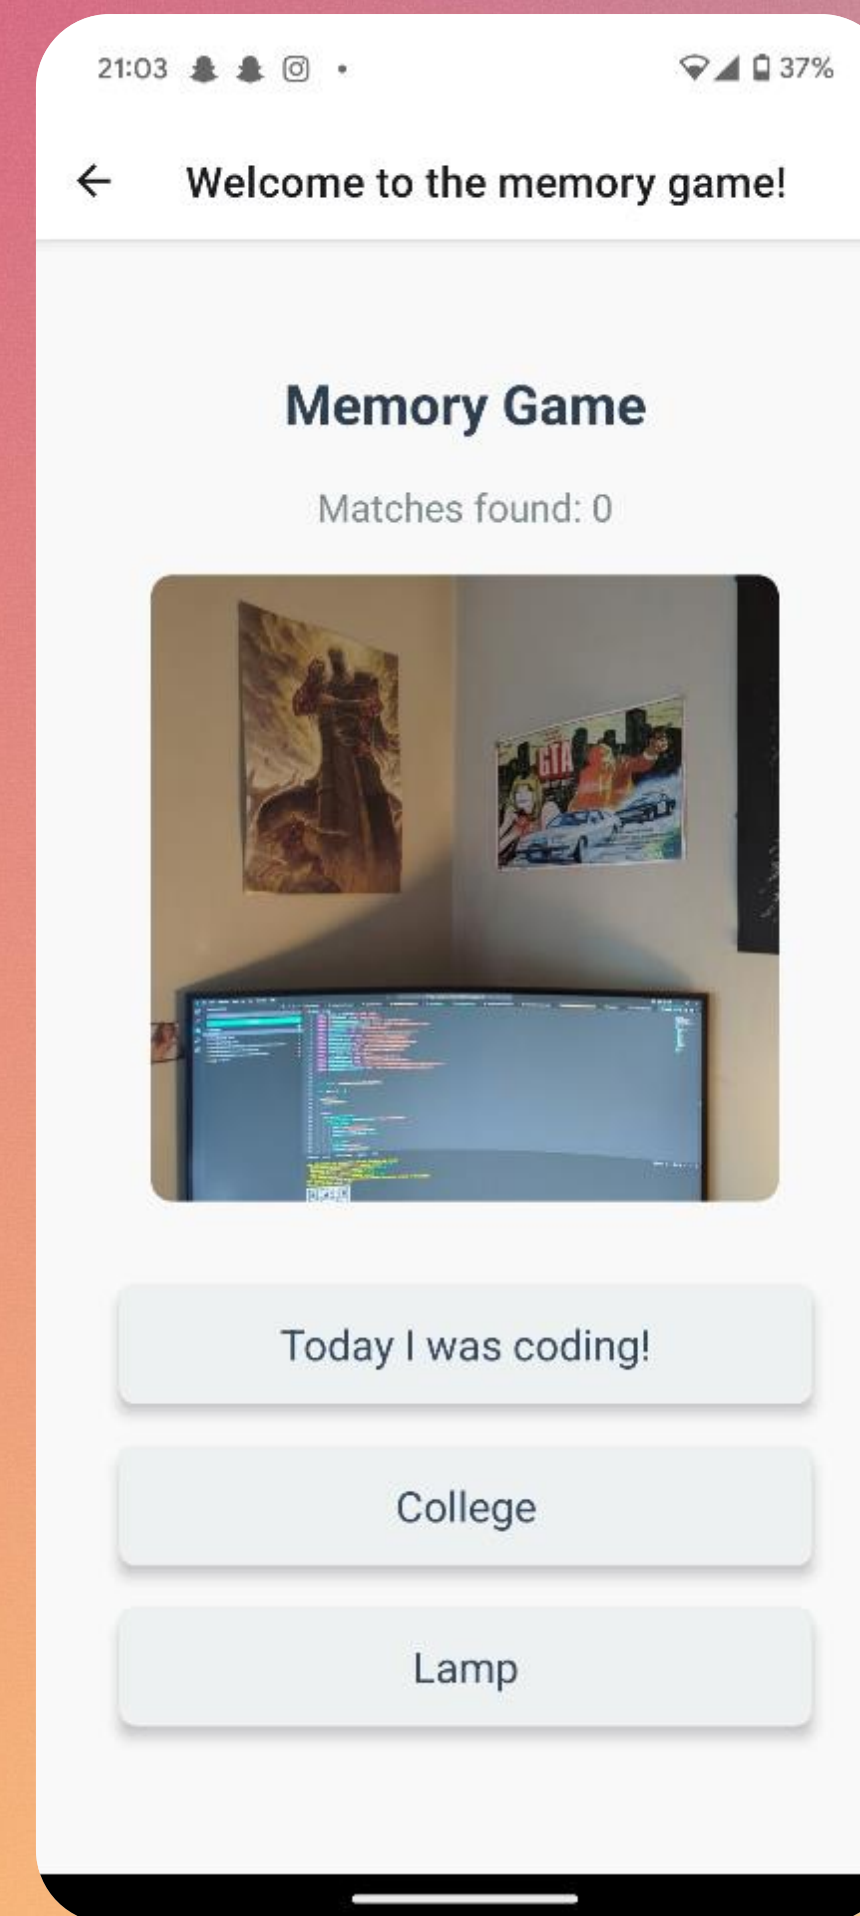 21:03
37%
Welcome to the memory game!
Memory Game
Matches found: 0
GTA
Today I was coding!
College
Lamp